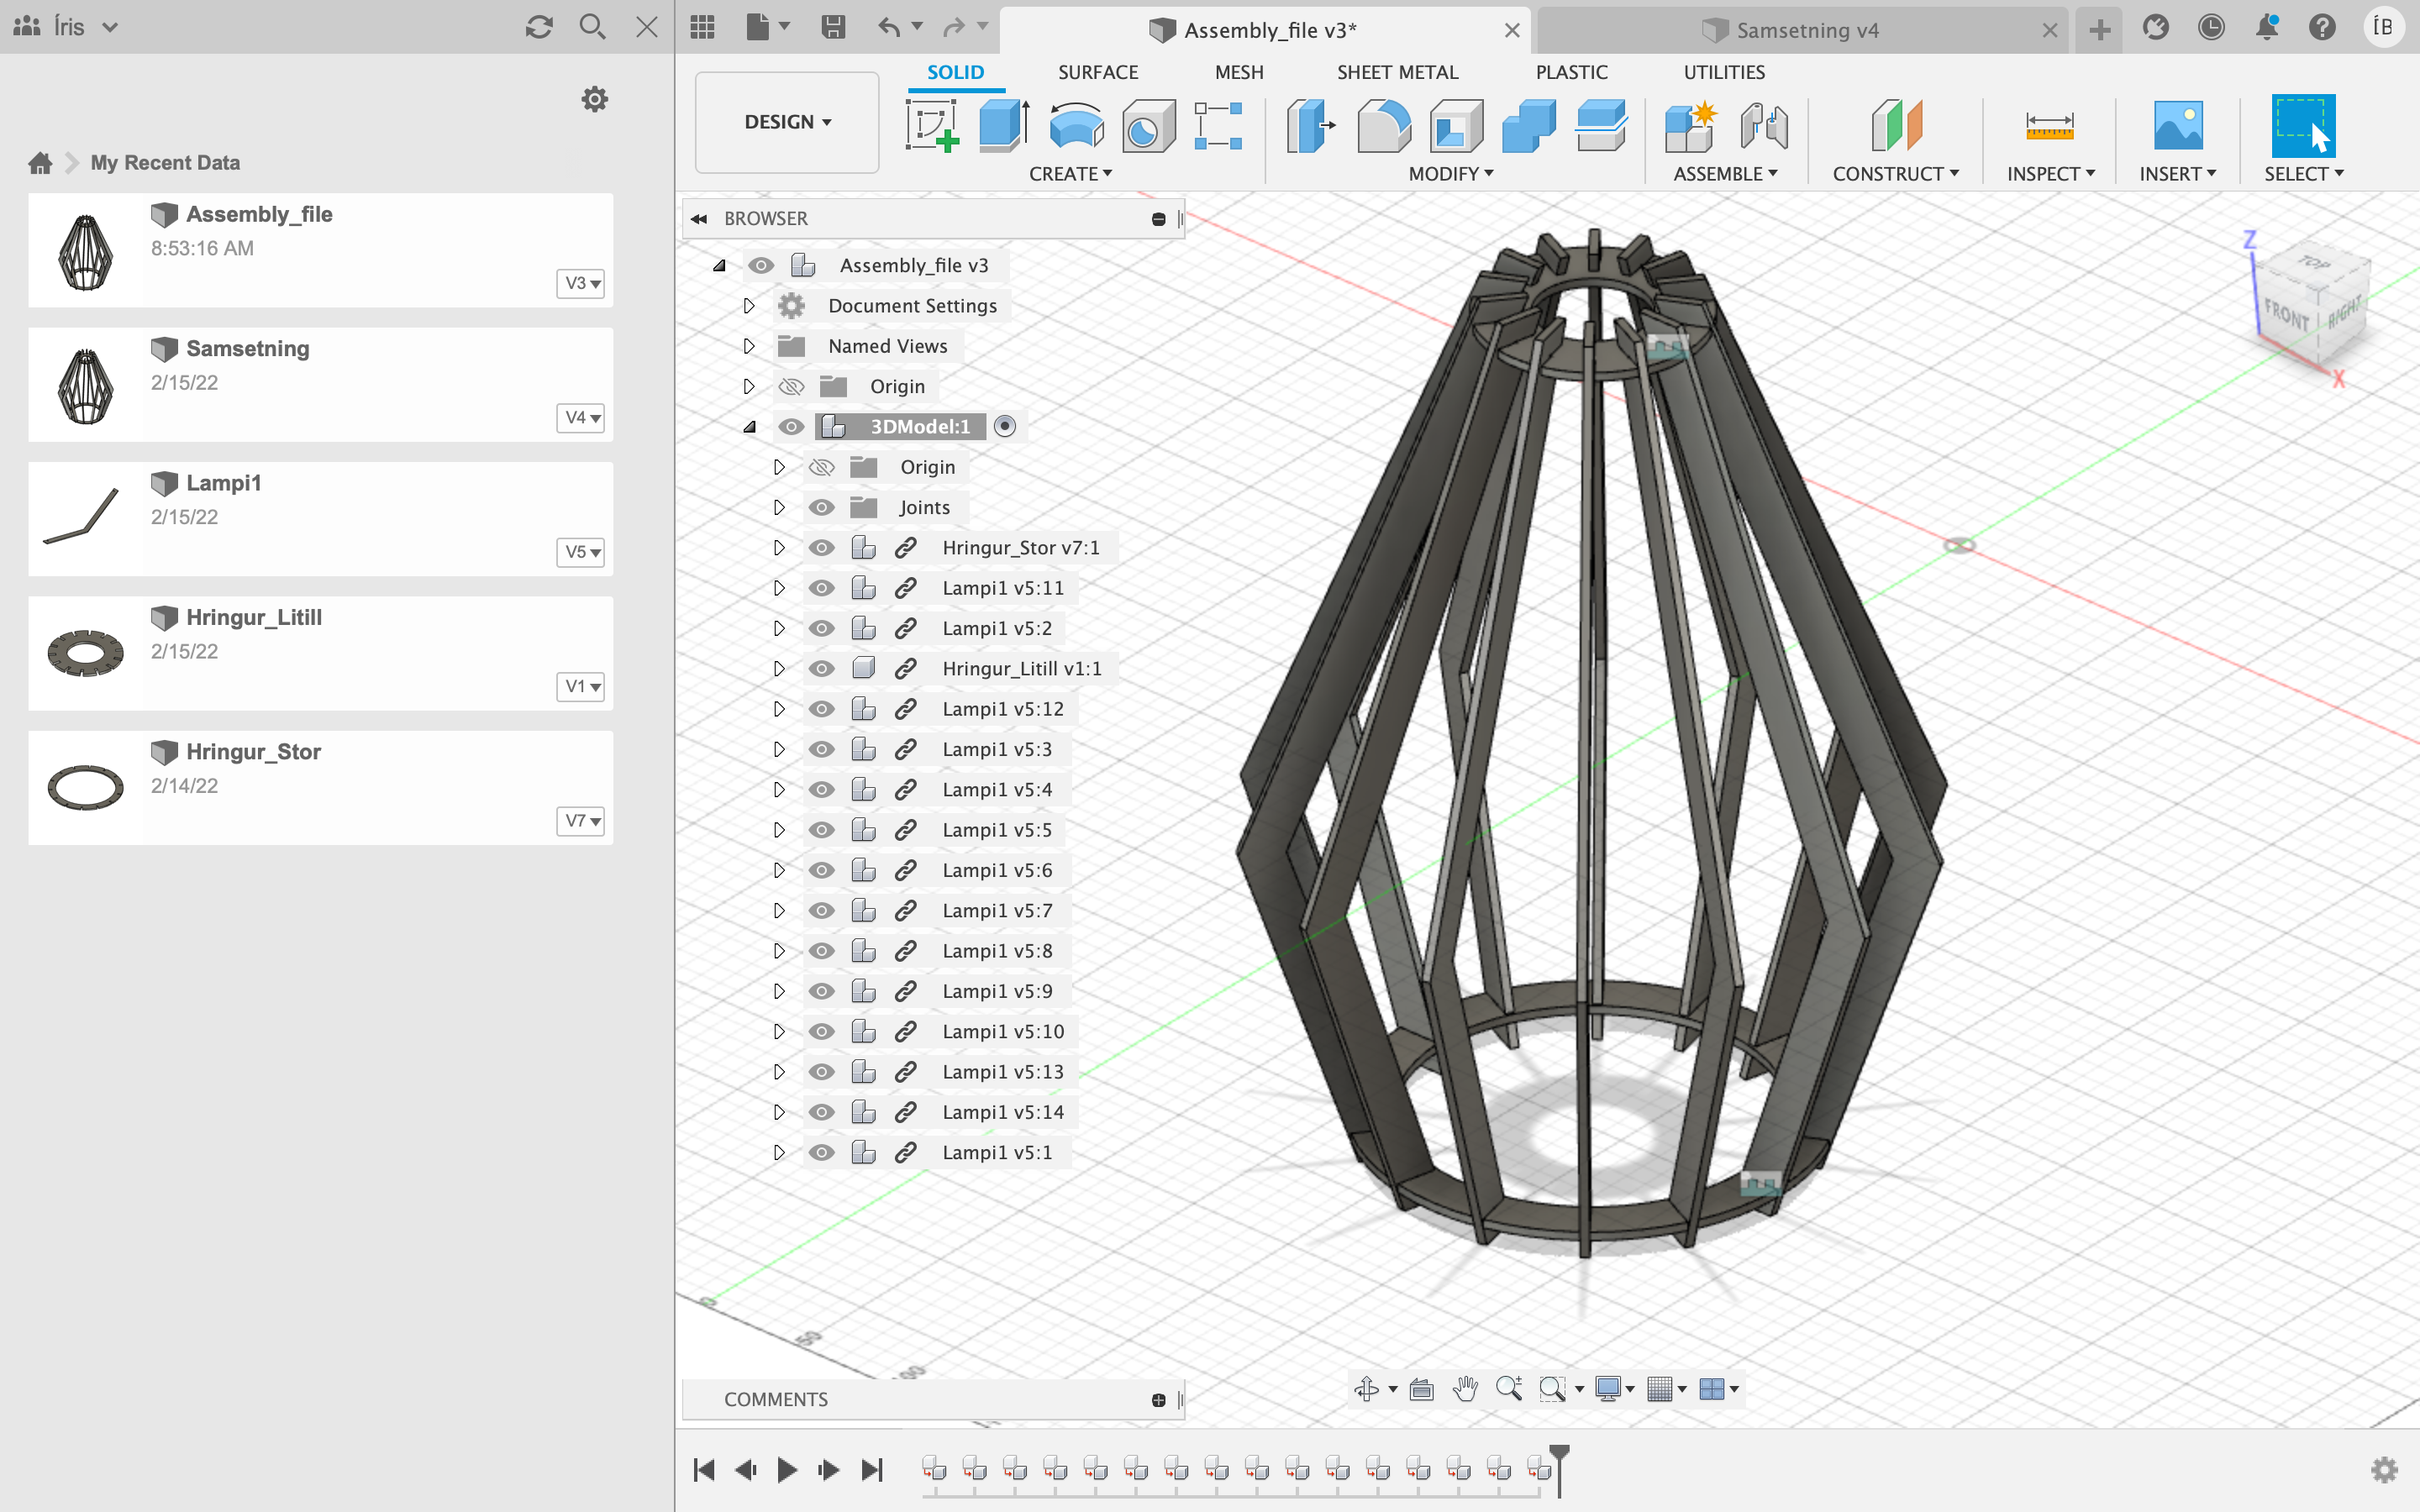 Íris
Assembly_file v3*
Samsetning v4
ÍB
SOLID
SURFACE
MESH
SHEET METAL
PLASTIC
UTILITIES
DESIGN
CREATE
MODIFY
ASSEMBLE
CONSTRUCT
INSPECT
INSERT
SELECT
My Recent Data
Assembly_file
8:53:16 AM
V3
Samsetning
2/15/22
V4
Lampi1
2/15/22
V5
Hringur_Litill
2/15/22
V1
Hringur_Stor
2/14/22
V7
BROWSER
Assembly_file v3
Document Settings
Named Views
Origin
3DModel:1
Origin
Joints
Hringur_Stor v7:1
Lampi1 v5:11
Lampi1 v5:2
Hringur_Litill v1:1
Lampi1 v5:12
Lampi1 v5:3
Lampi1 v5:4
Lampi1 v5:5
Lampi1 v5:6
Lampi1 v5:7
Lampi1 v5:8
Lampi1 v5:9
Lampi1 v5:10
Lampi1 v5:13
Lampi1 v5:14
Lampi1 v5:1
Z
TOP
FRONT
RIGHT
X
0
50
COMMENTS